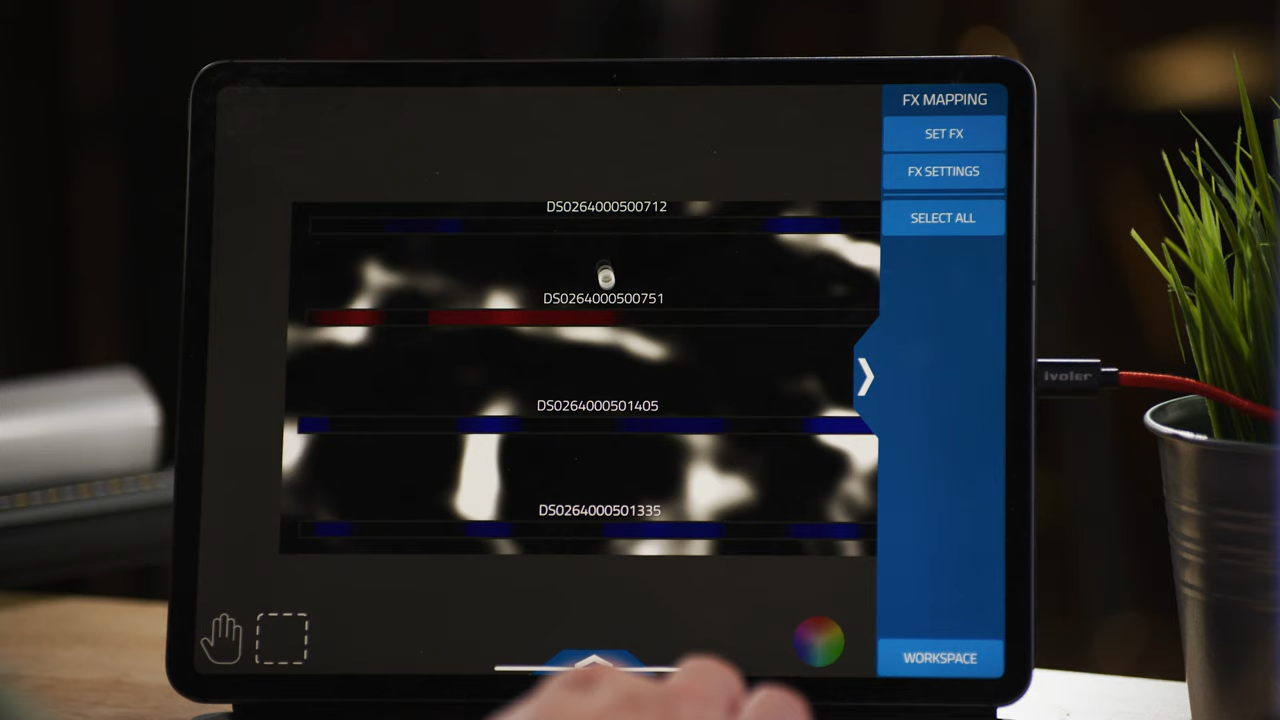 FX MAPPING
SET FX
FX SETTINGS
SELECT ALL
DS0264000500712
DS0264000500751
DS0264000501405
DS0264000501335
WORKSPACE
ivoler